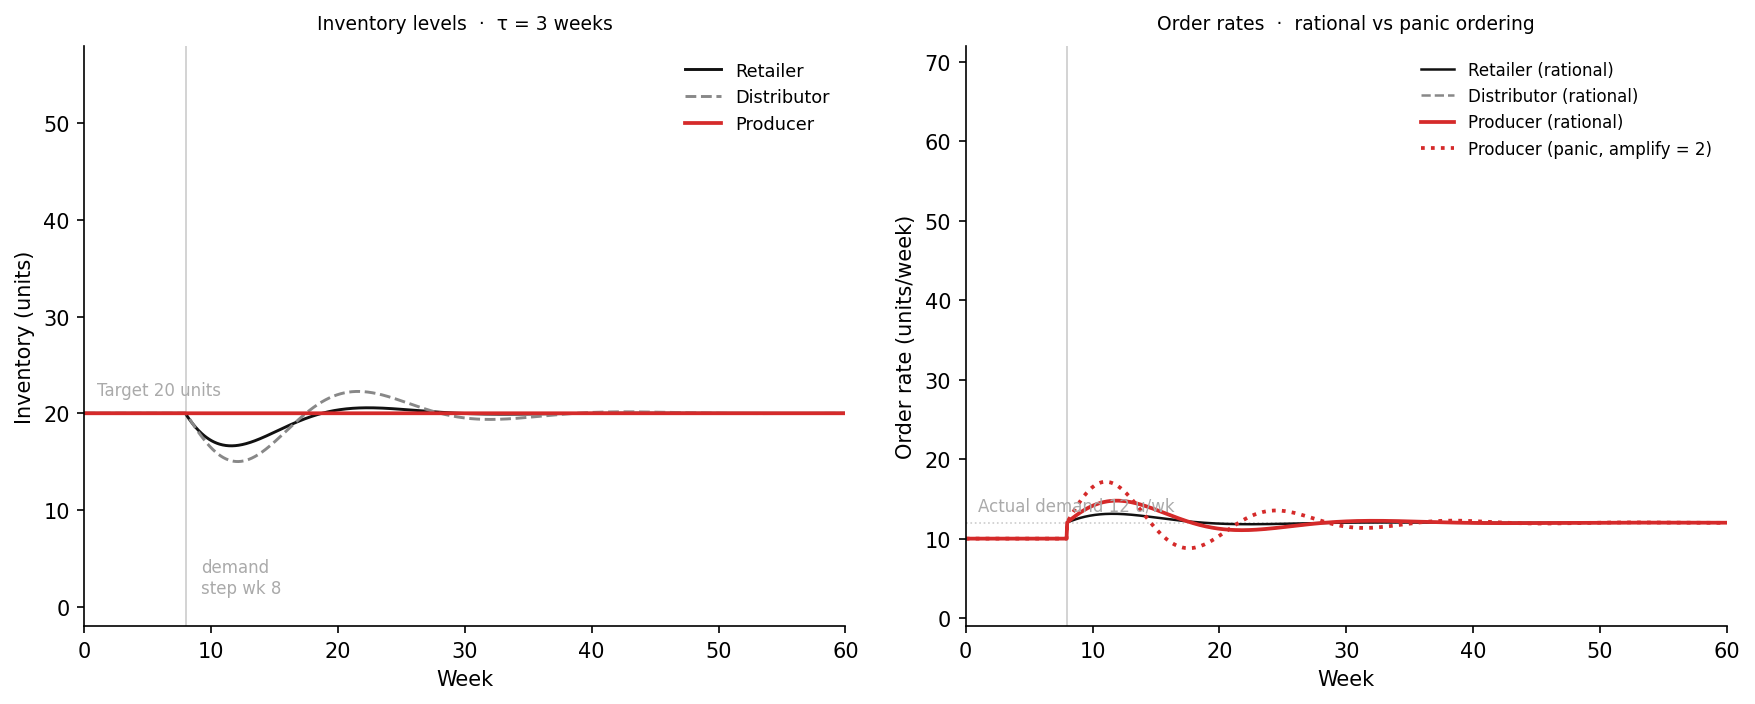 Inventory levels · τ = 3 weeks
Inventory (units)
50
40
30
20
10
0
Retailer
Distributor
Producer
Target 20 units
demand
step wk 8
0 10 20 30 40 50 60
Week
Order rates · rational vs panic ordering
Order rate (units/week)
70
60
50
40
30
20
10
0
Retailer (rational)
Distributor (rational)
Producer (rational)
Producer (panic, amplify = 2)
Actual demand 12 u/wk
0 10 20 30 40 50 60
Week